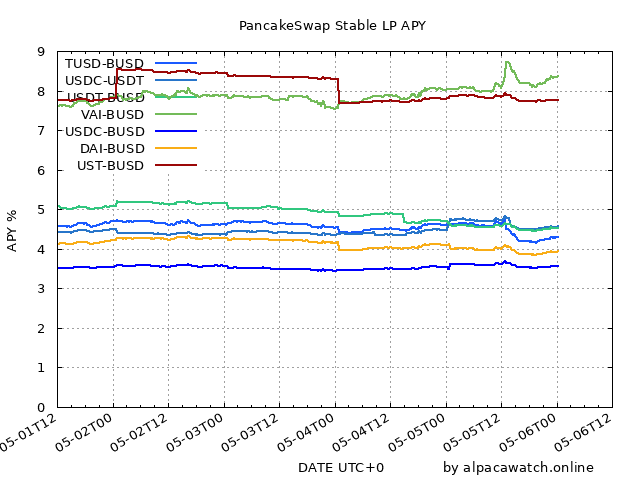 PancakeSwap Stable LP APY
APY %
9
8
7
6
5
4
3
2
1
0
TUSD-BUSD
USDC-USDT
USDT-BUSD
VAI-BUSD
USDC-BUSD
DAI-BUSD
UST-BUSD
05-01T12
05-02T00
05-02T12
05-03T00
05-03T12
05-04T00
05-04T12
05-05T00
05-05T12
05-06T00
05-06T12
DATE UTC+0
by alpacawatch.online